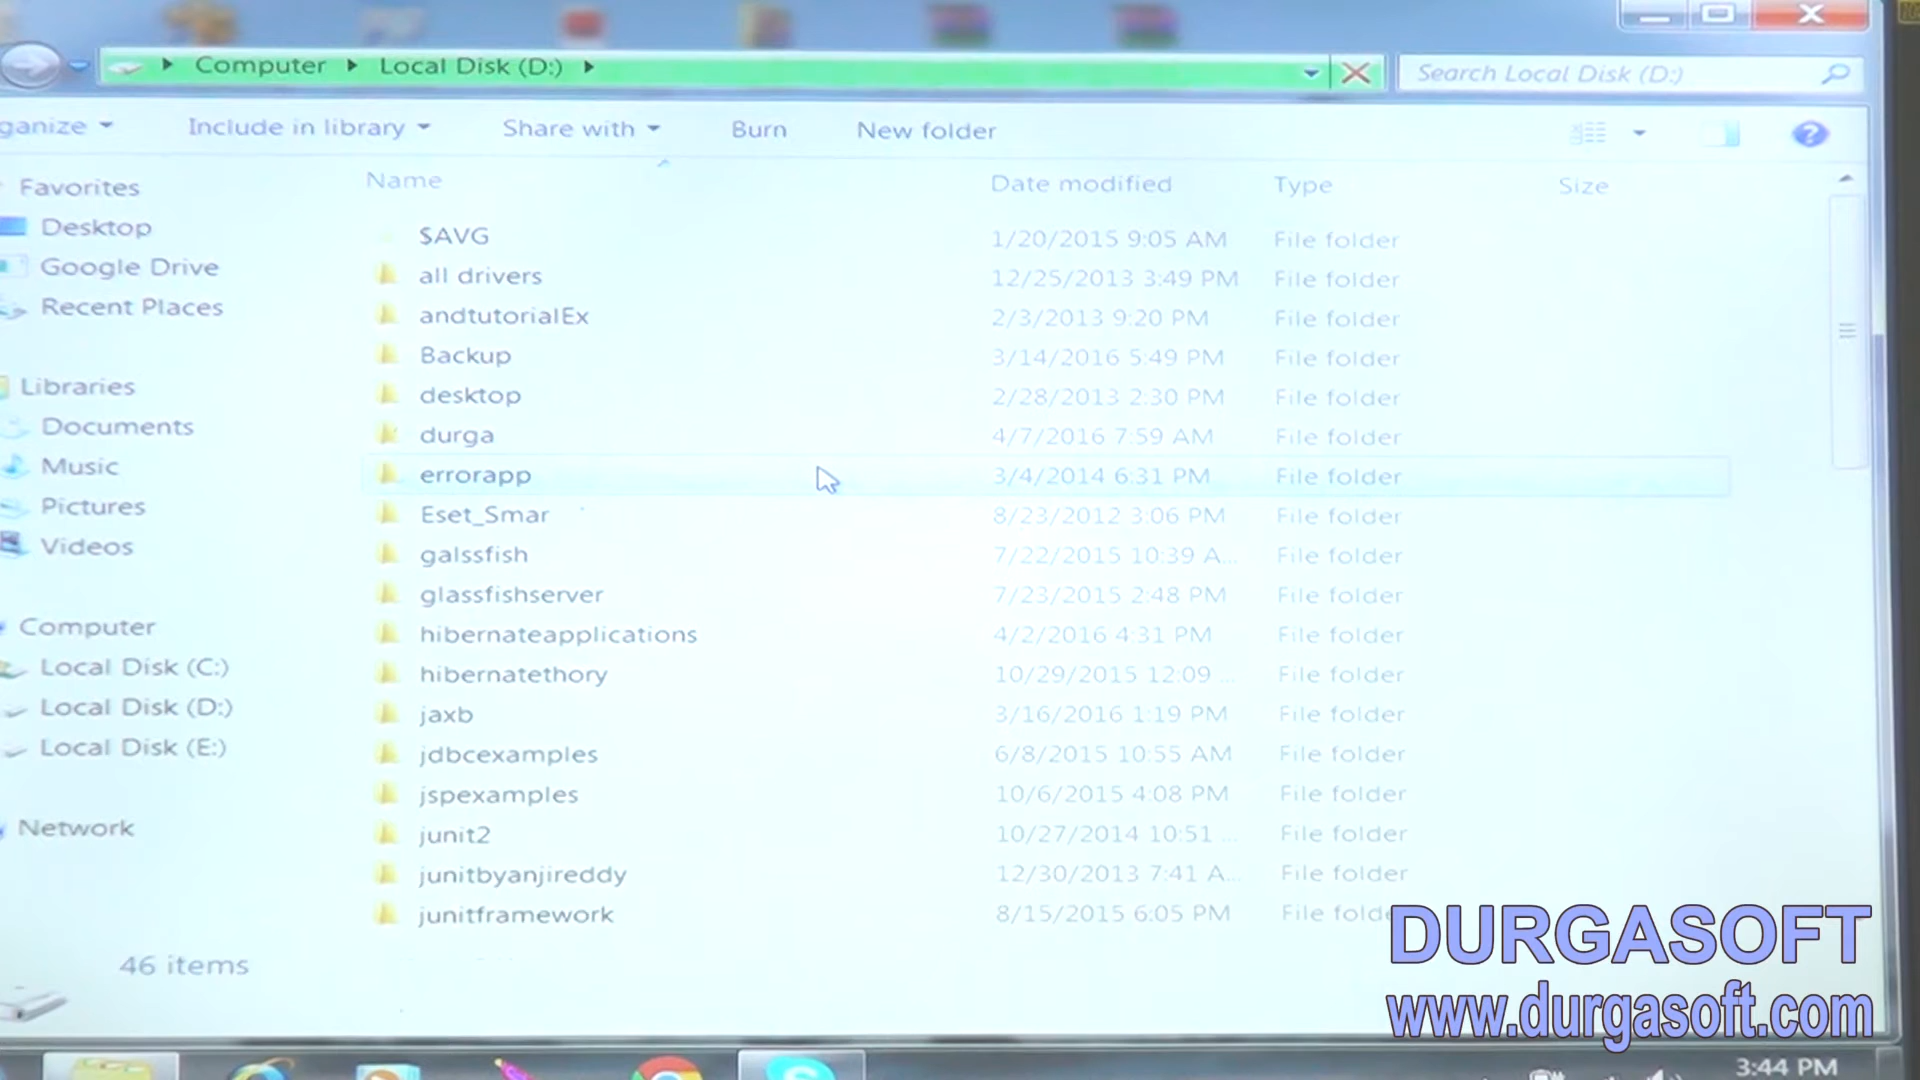 Computer Local Disk (D:)
Search Local Disk (D:)
ganize Include in library Share with Burn New folder
Name Date modified Type Size
$AVG 1/20/2015 9:05 AM File folder
all drivers 12/25/2013 3:49 PM File folder
andtutorialEx 2/3/2013 9:20 PM File folder
Backup 3/14/2016 5:49 PM File folder
desktop 2/28/2013 2:30 PM File folder
durga 4/7/2016 7:59 AM File folder
errorapp 3/4/2014 6:31 PM File folder
Eset_Smar 8/23/2012 3:06 PM File folder
galssfish 7/22/2015 10:39 A... File folder
glassfishserver 7/23/2015 2:48 PM File folder
hibernateapplications 4/2/2016 4:31 PM File folder
hibernatethory 10/29/2015 12:09 ... File folder
jaxb 3/16/2016 1:19 PM File folder
jdbcexamples 6/8/2015 10:55 AM File folder
jspexamples 10/6/2015 4:08 PM File folder
junit2 10/27/2014 10:51 ... File folder
junitbyanjireddy 12/30/2013 7:41 A... File folder
junitframework 8/15/2015 6:05 PM File folde
Favorites
Desktop
Google Drive
Recent Places
Libraries
Documents
Music
Pictures
Videos
Computer
Local Disk (C:)
Local Disk (D:)
Local Disk (E:)
Network
46 items
DURGASOFT
www.durgasoft.com
3:44 PM